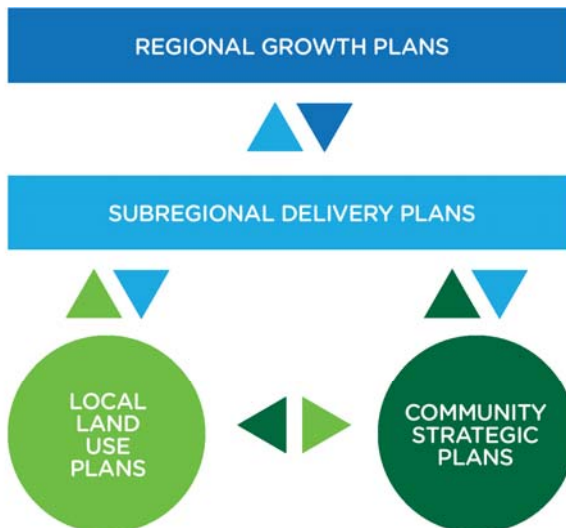 REGIONAL GROWTH PLANS
SUBREGIONAL DELIVERY PLANS
LOCAL
LAND
USE
PLANS
COMMUNITY
STRATEGIC
PLANS